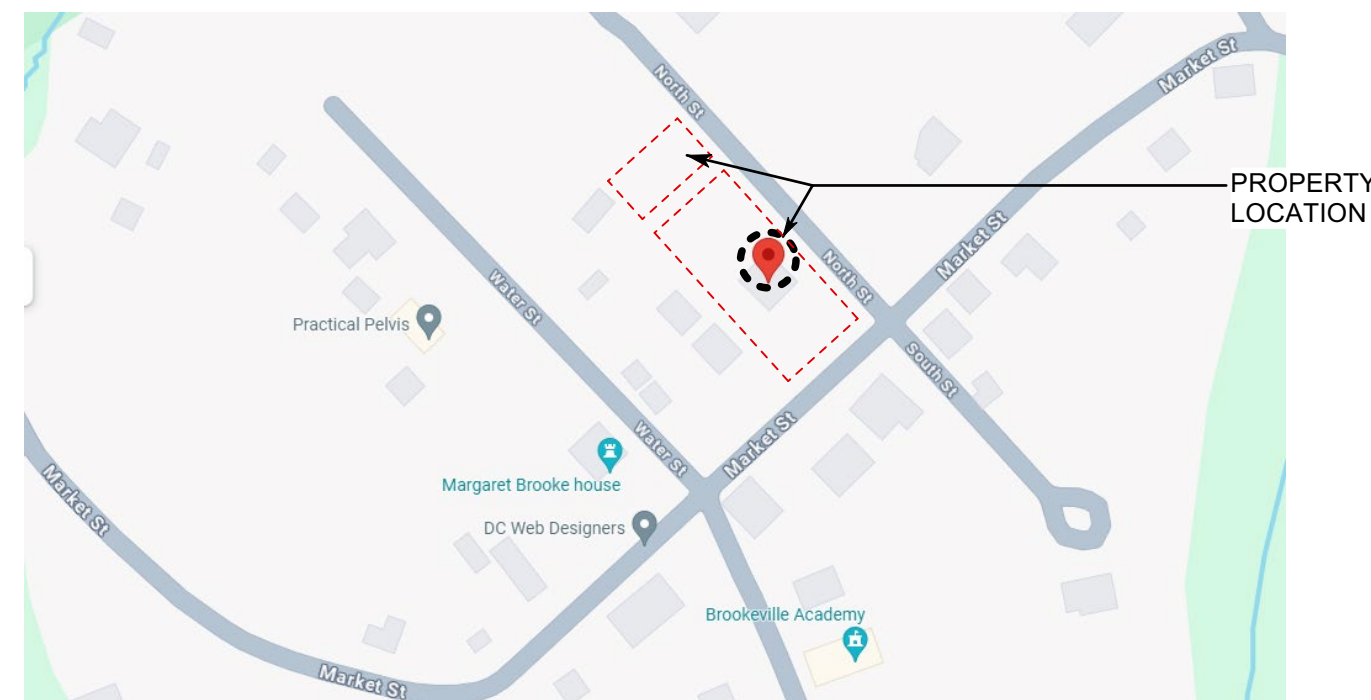 Market St
North St
PROPERTY
LOCATION
Market St
North St
Water St
Practical Pelvis
South St
Market St
Water St
Margaret Brooke house
Market St
DC Web Designers
Brookeville Academy
Market St